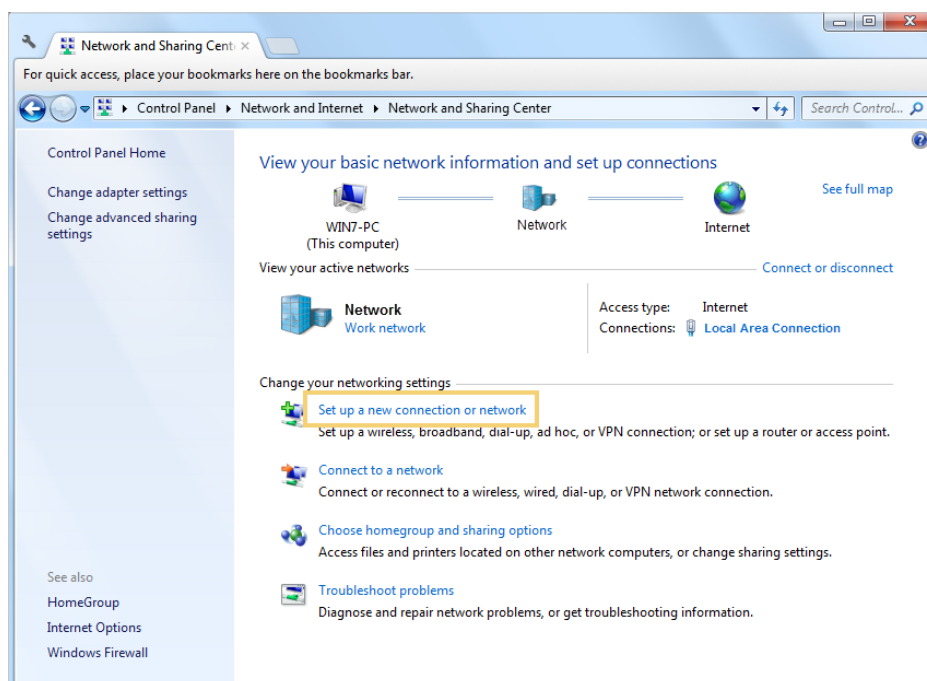 Network and Sharing Cent
For quick access, place your bookmarks here on the bookmarks bar.
Control Panel Network and Internet Network and Sharing Center
Search Control...
Control Panel Home
Change adapter settings
Change advanced sharing
settings
View your basic network information and set up connections
See full map
WIN7-PC
(This computer)
Network
Internet
View your active networks
Connect or disconnect
Network
Work network
Access type: Internet
Connections: Local Area Connection
Change your networking settings
Set up a new connection or network
Set up a wireless, broadband, dial-up, ad hoc, or VPN connection; or set up a router or access point.
Connect to a network
Connect or reconnect to a wireless, wired, dial-up, or VPN network connection.
Choose homegroup and sharing options
Access files and printers located on other network computers, or change sharing settings.
Troubleshoot problems
Diagnose and repair network problems, or get troubleshooting information.
See also
HomeGroup
Internet Options
Windows Firewall